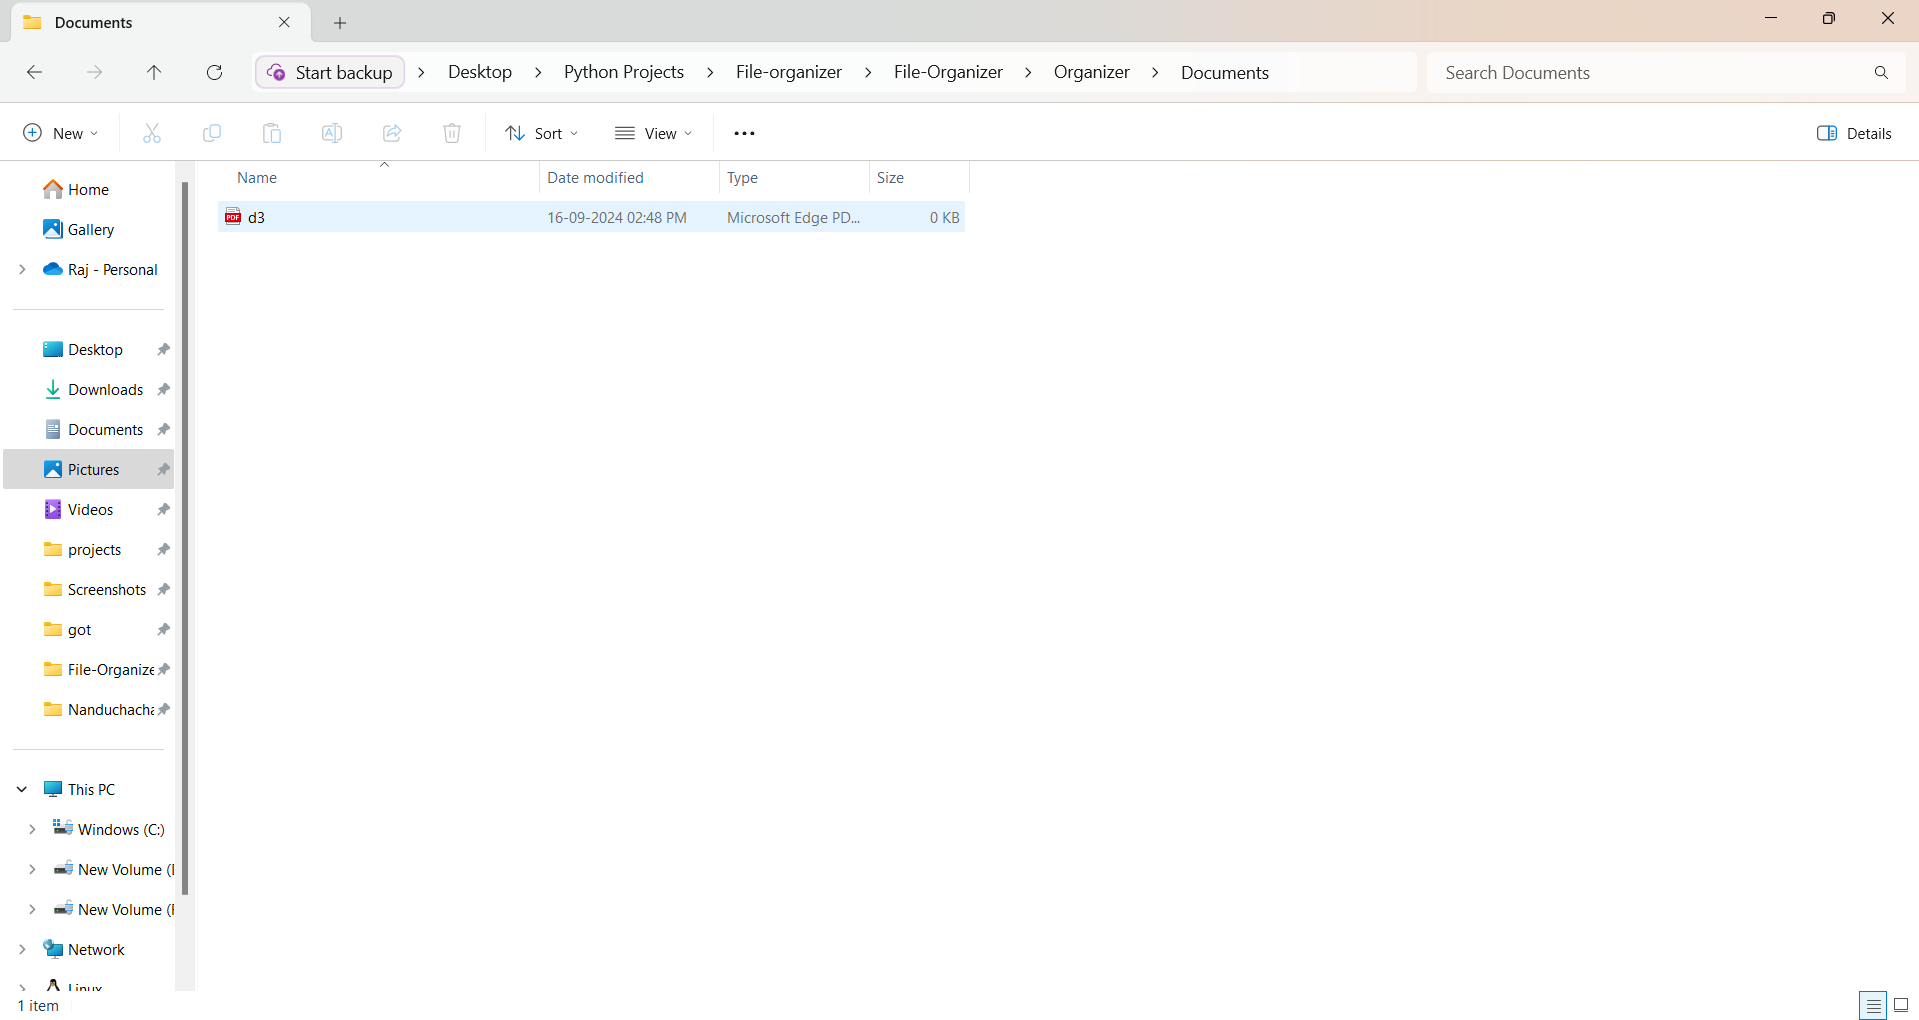 Documents
Start backup > Desktop > Python Projects > File-organizer > File-Organizer > Organizer > Documents
Search Documents
New
Sort
View
Details
Name Date modified Type Size
PDF d3 16-09-2024 02:48 PM Microsoft Edge PD... 0 KB
Home
Gallery
Raj - Personal
Desktop
Downloads
Documents
Pictures
Videos
projects
Screenshots
got
File-Organize
Nanduchacha
This PC
Windows (C:)
New Volume (
New Volume (
Network
Linux
1 item